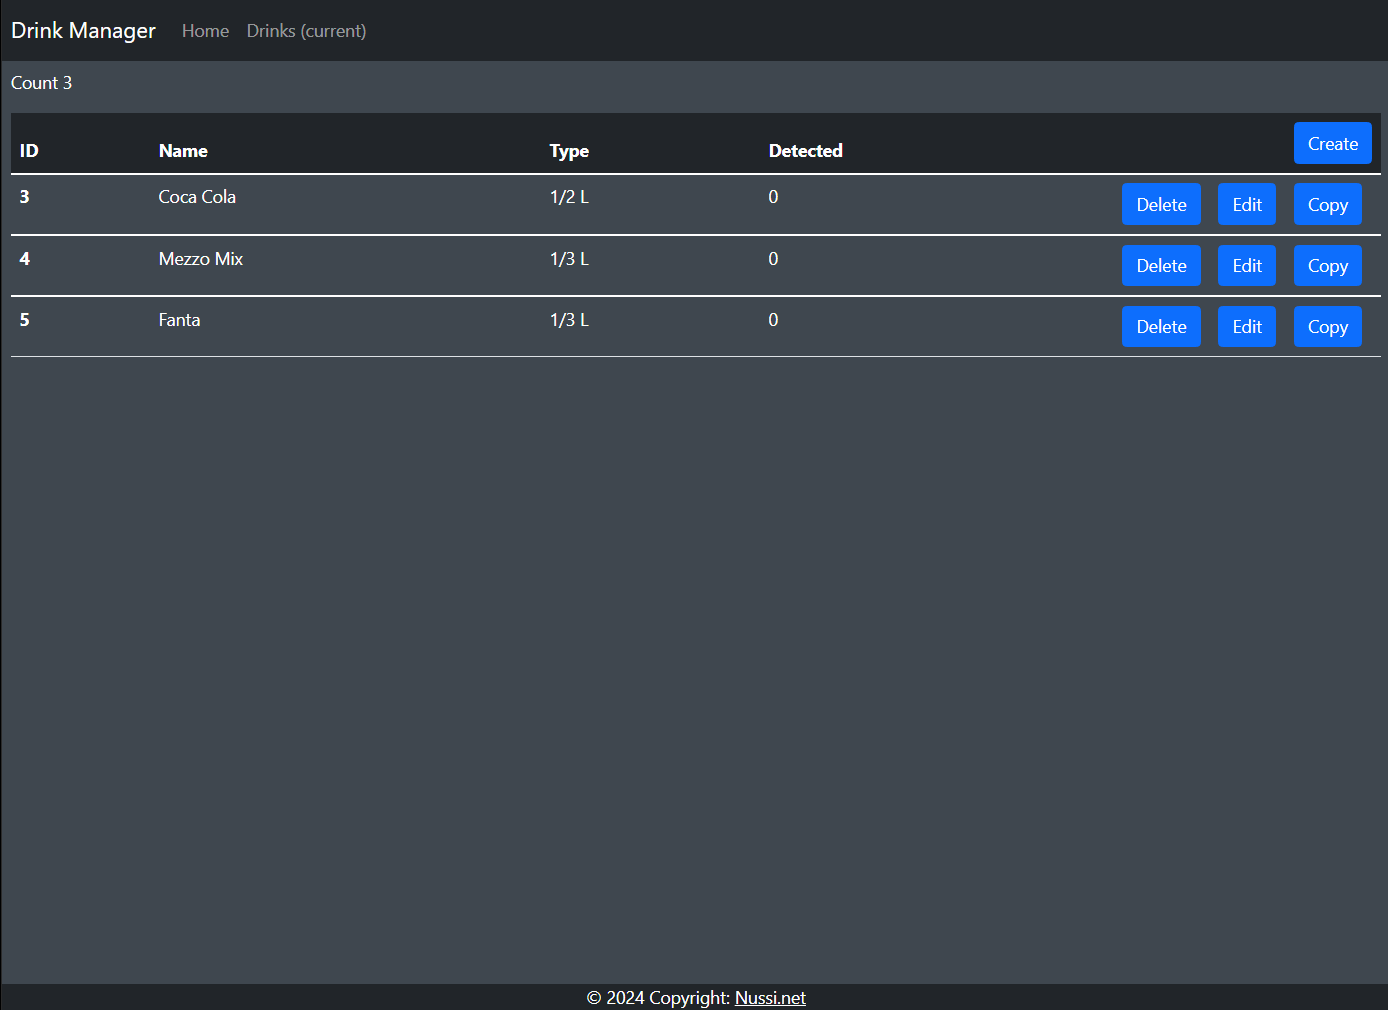 Drink Manager Home Drinks (current)
Count 3
ID Name Type Detected Create
3 Coca Cola 1/2 L 0 Delete Edit Copy
4 Mezzo Mix 1/3 L 0 Delete Edit Copy
5 Fanta 1/3 L 0 Delete Edit Copy
© 2024 Copyright: Nussi.net